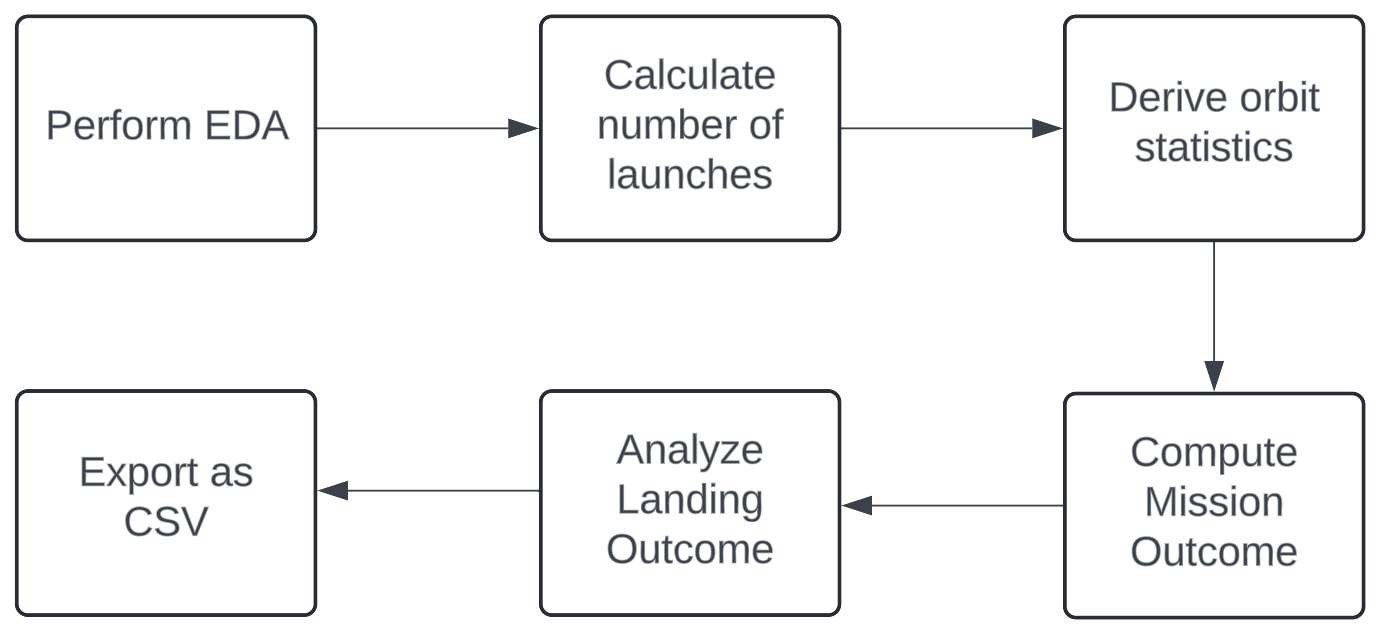 Perform EDA
Calculate
number of
launches
Derive orbit
statistics
Compute
Mission
Outcome
Analyze
Landing
Outcome
Export as
CSV